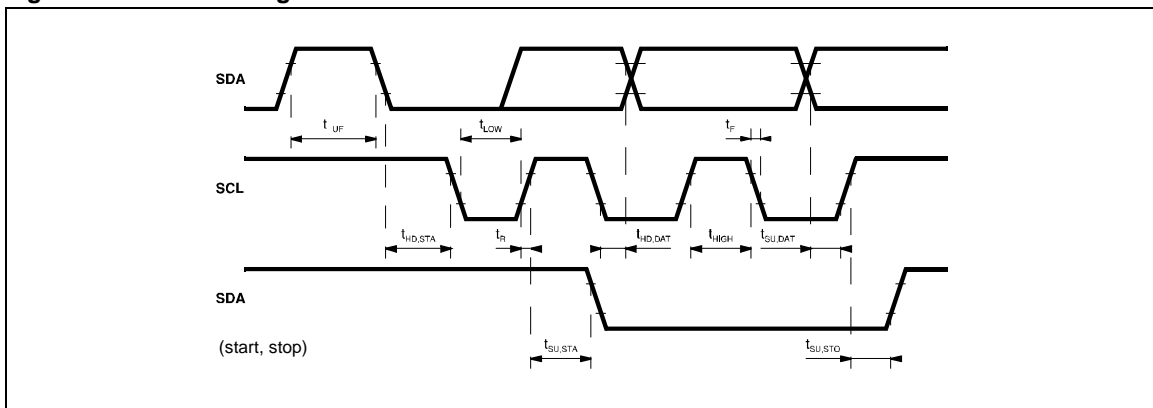 SDA
t UF
tLOW
tF
SCL
tHD,STA
tR
tHD,DAT
tHIGH
tSU,DAT
SDA
(start, stop)
tSU,STA
tSU,STO